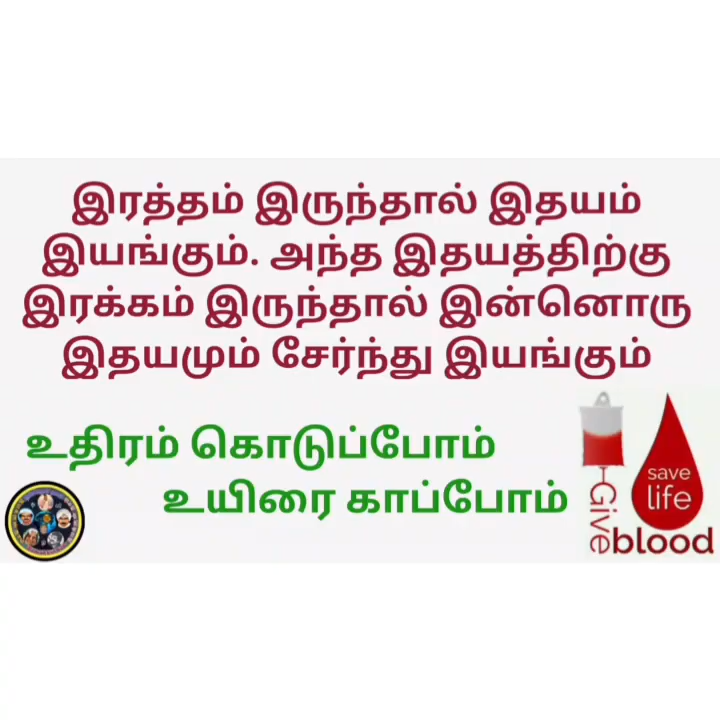 இரத்தம் இருந்தால் இதயம்
இயங்கும். அந்த இதயத்திற்கு
இரக்கம் இருந்தால் இன்னொரு
இதயமும் சேர்ந்து இயங்கும்
உதிரம் கொடுப்போம்
உயிரை காப்போம்
save
life
Give
blood